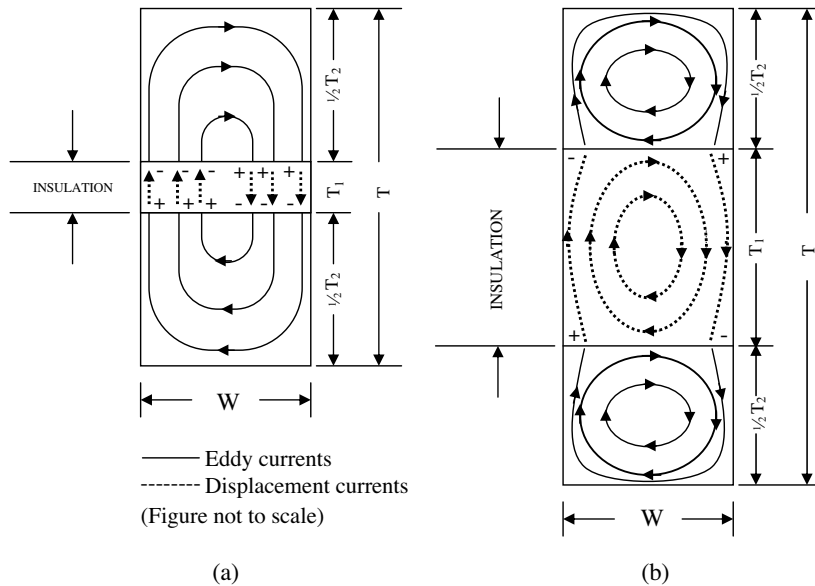 ½T₂
INSULATION
T₁
T
½T₂
W
Eddy currents
Displacement currents
(Figure not to scale)
(a)
½T₂
INSULATION
T₁
T
½T₂
W
(b)
- - - + + +
+ + + - - -
- +
+ -